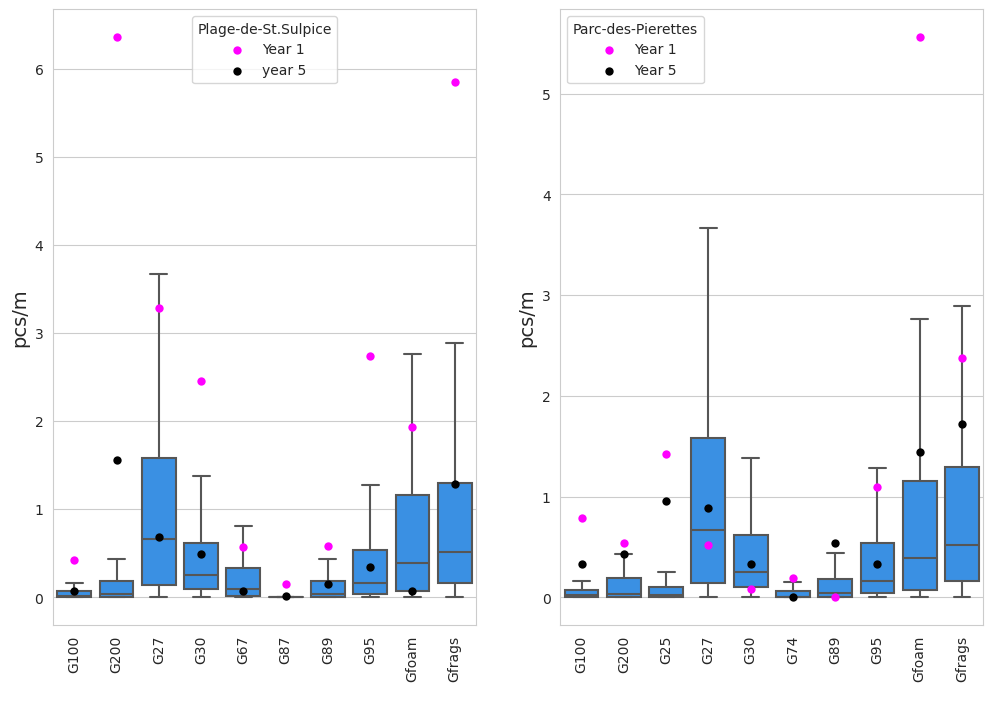 Plage-de-St.Sulpice
Year 1
year 5
pcs/m
6
5
4
3
2
1
0
G100 G200 G27 G30 G67 G87 G89 G95 Gfoam Gfrags
Parc-des-Pierettes
Year 1
Year 5
pcs/m
5
4
3
2
1
0
G100 G200 G25 G27 G30 G74 G89 G95 Gfoam Gfrags